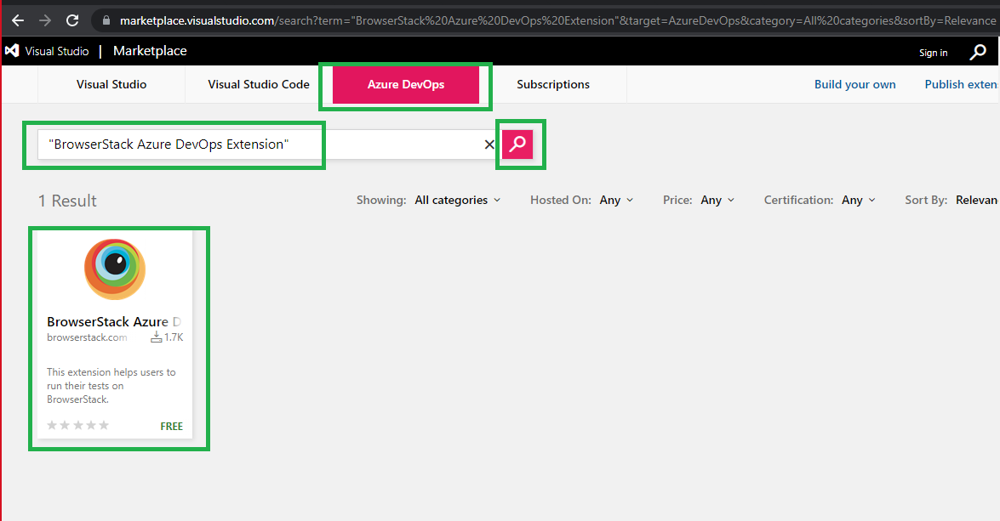 marketplace.visualstudio.com/search?term="BrowserStack%20Azure%20DevOps%20Extension"&target=AzureDevOps&category=All%20categories&sortBy=Relevance
Visual Studio | Marketplace
Sign in
Visual Studio
Visual Studio Code
Azure DevOps
Subscriptions
Build your own
Publish exten
"BrowserStack Azure DevOps Extension"
1 Result
Showing: All categories
Hosted On: Any
Price: Any
Certification: Any
Sort By: Relevan
BrowserStack Azure D
browserstack.com
1.7K
This extension helps users to
run their tests on
BrowserStack.
FREE